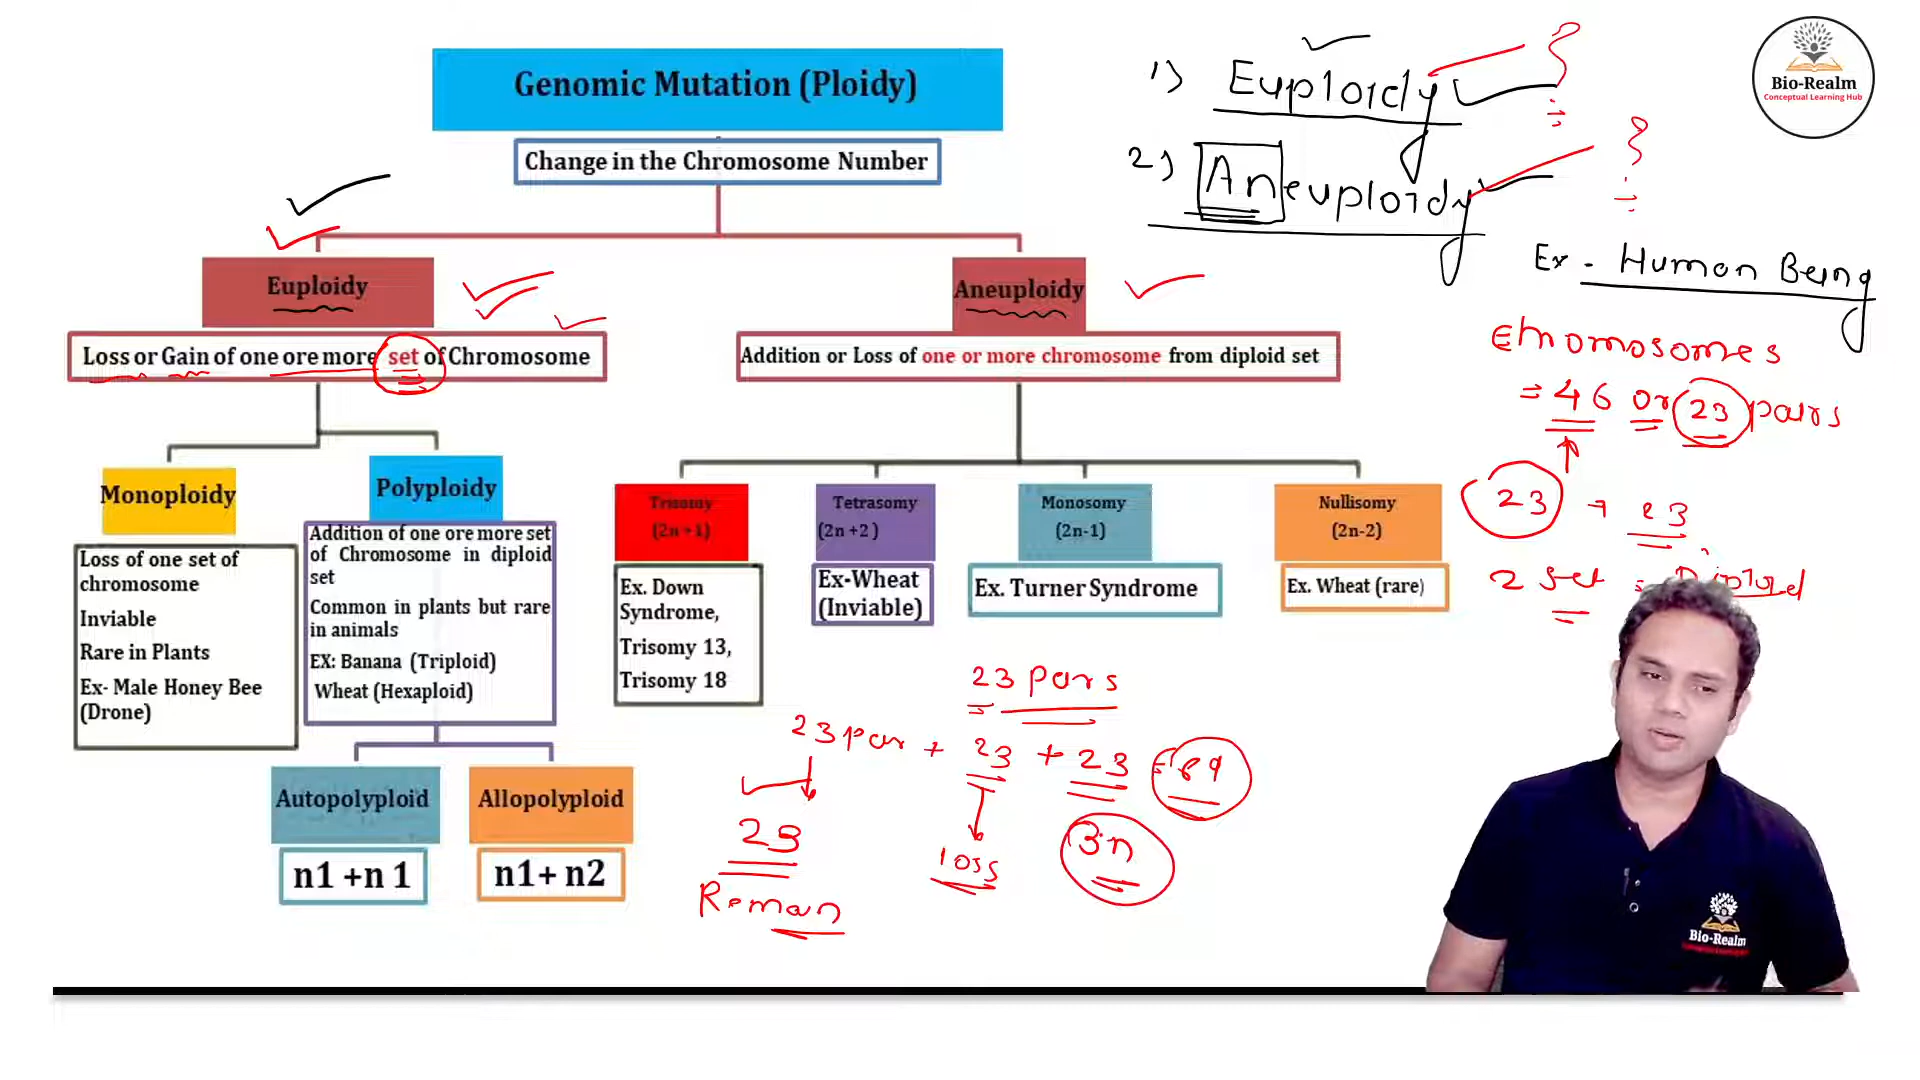 Genomic Mutation (Ploidy)
Change in the Chromosome Number
1) Euploidy
2) Aneuploidy
Bio-Realm
Conceptual Learning Hub
Ex - Human Being
Chromosomes
= 46 or 23 pairs
23 + 23
2 set = Diploid
Euploidy
Loss or Gain of one ore more set of Chromosome
Aneuploidy
Addition or Loss of one or more chromosome from diploid set
Monoploidy
Loss of one set of
chromosome
Inviable
Rare in Plants
Ex- Male Honey Bee
(Drone)
Polyploidy
Addition of one ore more set
of Chromosome in diploid
set
Common in plants but rare
in animals
EX: Banana (Triploid)
Wheat (Hexaploid)
Autopolyploid
n1 +n 1
Allopolyploid
n1+ n2
Trisomy
(2n +1)
Ex. Down
Syndrome,
Trisomy 13,
Trisomy 18
Tetrasomy
(2n +2 )
Ex-Wheat
(Inviable)
Monosomy
(2n-1)
Ex. Turner Syndrome
Nullisomy
(2n-2)
Ex. Wheat (rare)
= 23 Pars
23 par + 23 + 23 = 69
23
loss
3n
Reman
Bio-Realm